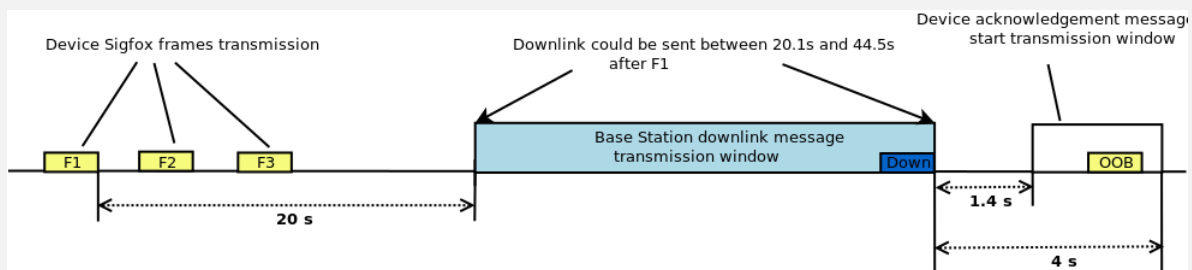 Device acknowledgement message
start transmission window
Device Sigfox frames transmission
Downlink could be sent between 20.1s and 44.5s
after F1
Base Station downlink message
transmission window
F1
F2
F3
Down
OOB
20 s
1.4 s
4 s